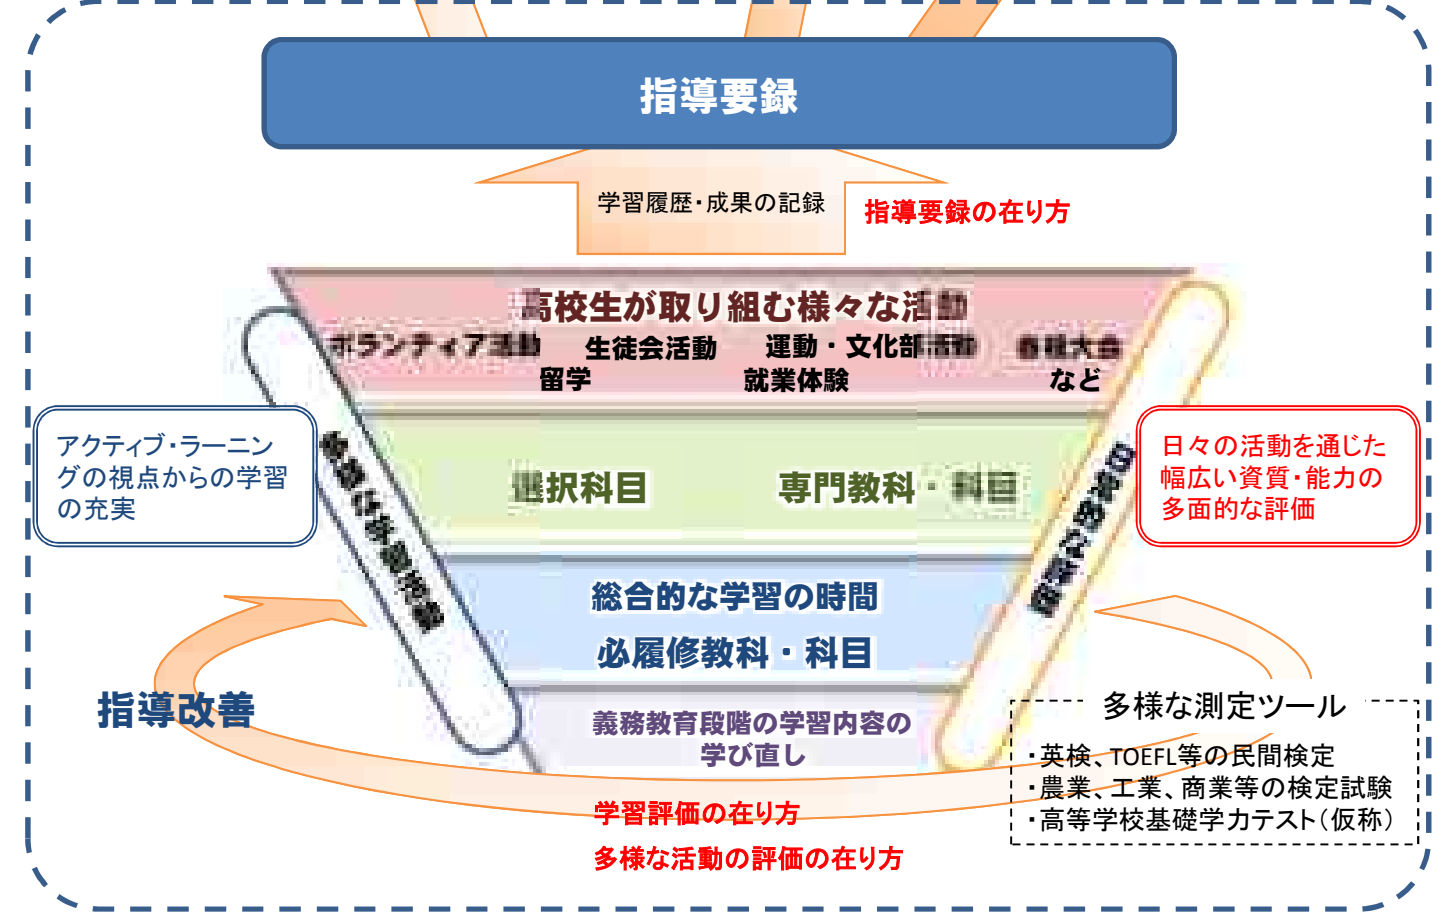 指導要録
学習履歴・成果の記録
指導要録の在り方
高校生が取り組む様々な活動
ボランティア活動 生徒会活動 運動・文化部活動 各種大会
留学 就業体験 など
アクティブ・ラーニン
グの視点からの学習
の充実
多様な学習活動
選択科目 専門教科・科目
日々の活動を通じた
幅広い資質・能力の
多面的な評価
総合的な学習の時間
必履修教科・科目
指導改善
義務教育段階の学習内容の
学び直し
多様な測定ツール
・英検、TOEFL等の民間検定
・農業、工業、商業等の検定試験
・高等学校基礎学力テスト（仮称）
学習評価の在り方
多様な活動の評価の在り方